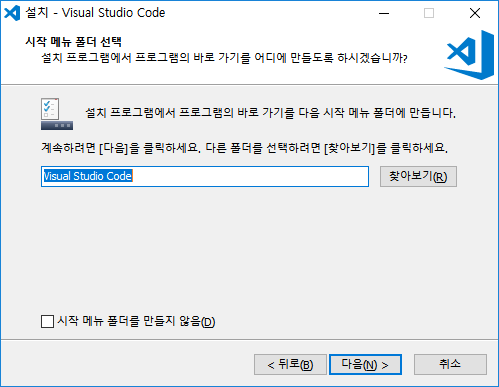 설치 - Visual Studio Code
시작 메뉴 폴더 선택
설치 프로그램에서 프로그램의 바로 가기를 어디에 만들도록 하시겠습니까?
설치 프로그램에서 프로그램의 바로 가기를 다음 시작 메뉴 폴더에 만듭니다.
계속하려면 [다음]을 클릭하세요. 다른 폴더를 선택하려면 [찾아보기]를 클릭하세요.
Visual Studio Code 찾아보기(R)
시작 메뉴 폴더를 만들지 않음(D)
< 뒤로(B) 다음(N) > 취소